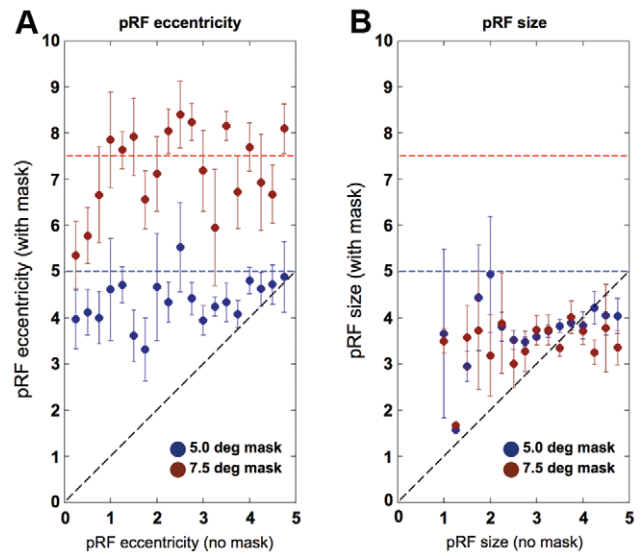 A
pRF eccentricity
10
9
8
7
6
5
4
3
2
1
0
pRF eccentricity (with mask)
0 1 2 3 4 5
pRF eccentricity (no mask)
5.0 deg mask
7.5 deg mask
B
pRF size
10
9
8
7
6
5
4
3
2
1
0
pRF size (with mask)
0 1 2 3 4 5
pRF size (no mask)
5.0 deg mask
7.5 deg mask